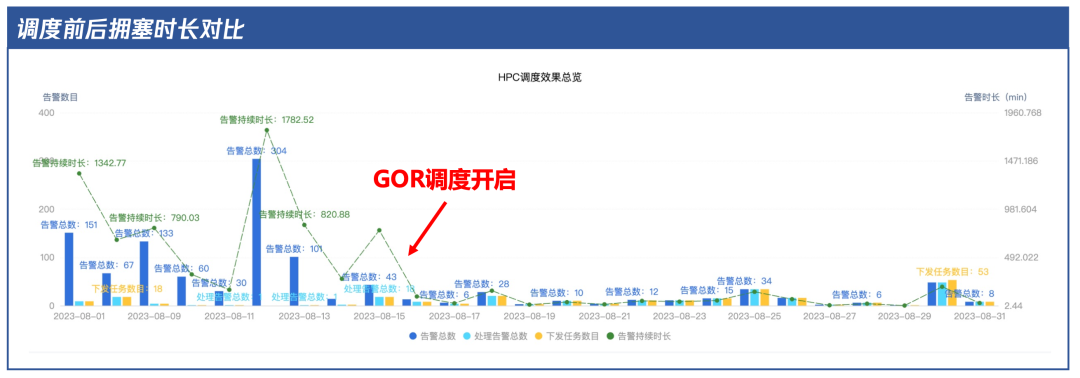 调度前后拥塞时长对比
HPC调度效果总览
告警数目
告警时长（min）
400
1960.768
告警持续时长：1782.52
告警总数：304
告警持续时长：1342.77
1471.186
GOR调度开启
200
981.604
告警持续时长：790.03
告警持续时长：820.88
告警总数：151
告警总数：133
告警总数：101
100
492.022
告警总数：67
告警总数：60
告警总数：43
告警总数：30
告警总数：34
告警总数：28
下发任务数目：53
下发任务数目：18
处理告警总数：
处理告警总数：1
处理告警总数：18
告警总数：6
告警总数：10
告警总数：12
告警总数：15
告警总数：6
告警总数：8
0
2.44
2023-08-01
2023-08-09
2023-08-11
2023-08-13
2023-08-15
2023-08-17
2023-08-19
2023-08-21
2023-08-23
2023-08-25
2023-08-27
2023-08-29
2023-08-31
告警总数
处理告警总数
下发任务数目
告警持续时长